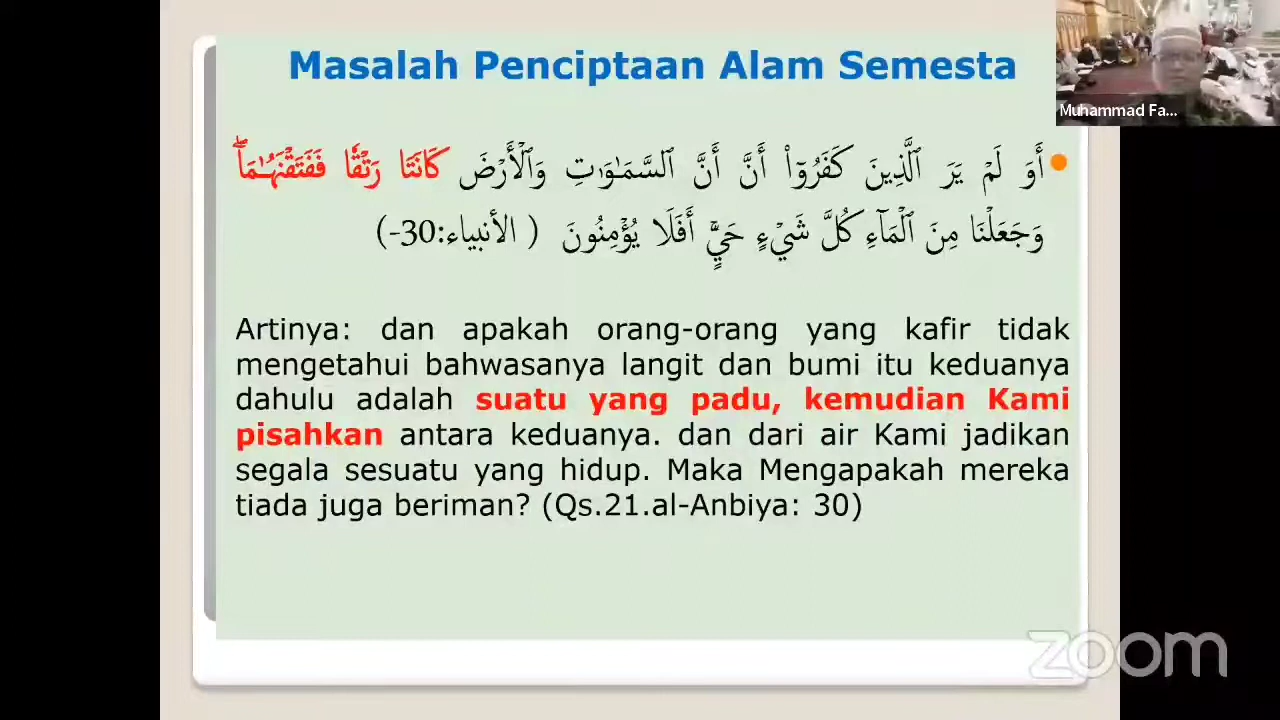 Masalah Penciptaan Alam Semesta
Muhammad Fa...
أَوَ لَمْ يَرَ ٱلَّذِينَ كَفَرُوٓا۟ أَنَّ أَنَّ ٱلسَّمَـٰوَٰتِ وَٱلْأَرْضَ كَانَتَا رَتْقًا فَفَتَقْنَـٰهُمَا ۖ
وَجَعَلْنَا مِنَ ٱلْمَآءِ كُلَّ شَىْءٍ حَىٍّ أَفَلَا يُؤْمِنُونَ ( الأنبياء:30-)
Artinya: dan apakah orang-orang yang kafir tidak
mengetahui bahwasanya langit dan bumi itu keduanya
dahulu adalah suatu yang padu, kemudian Kami
pisahkan antara keduanya. dan dari air Kami jadikan
segala sesuatu yang hidup. Maka Mengapakah mereka
tiada juga beriman? (Qs.21.al-Anbiya: 30)
zoom